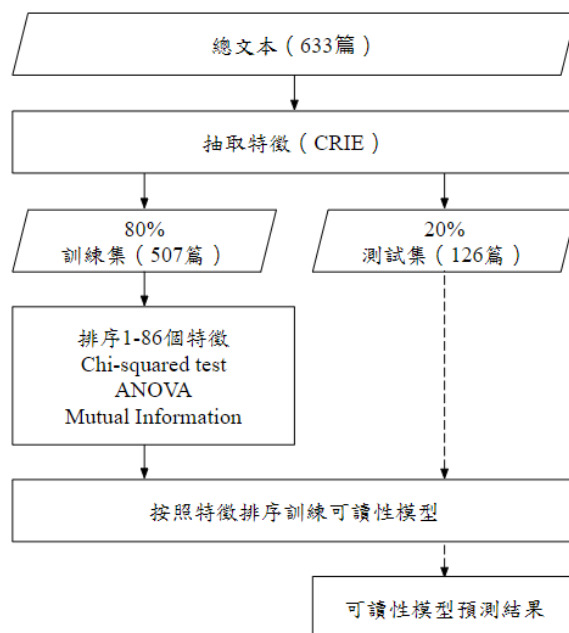 總文本（633篇）
抽取特徵（CRIE）
80%
訓練集（507篇）
20%
測試集（126篇）
排序1-86個特徵
Chi-squared test
ANOVA
Mutual Information
按照特徵排序訓練可讀性模型
可讀性模型預測結果